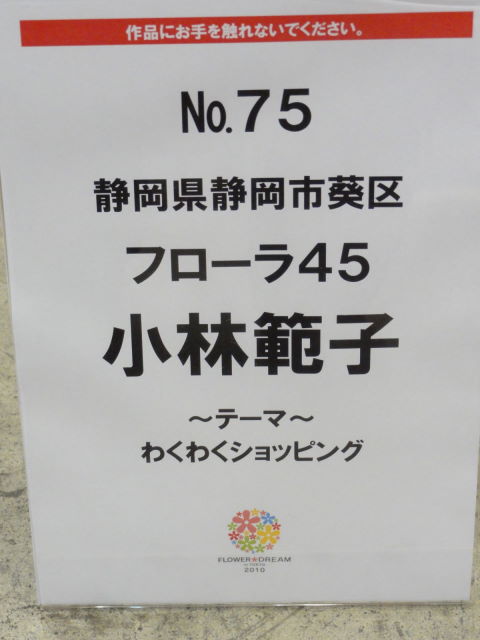 作品にお手を触れないでください。
No.75
静岡県静岡市葵区
フローラ45
小林範子
～テーマ～
わくわくショッピング
FLOWER★DREAM
in TOKYO
2010